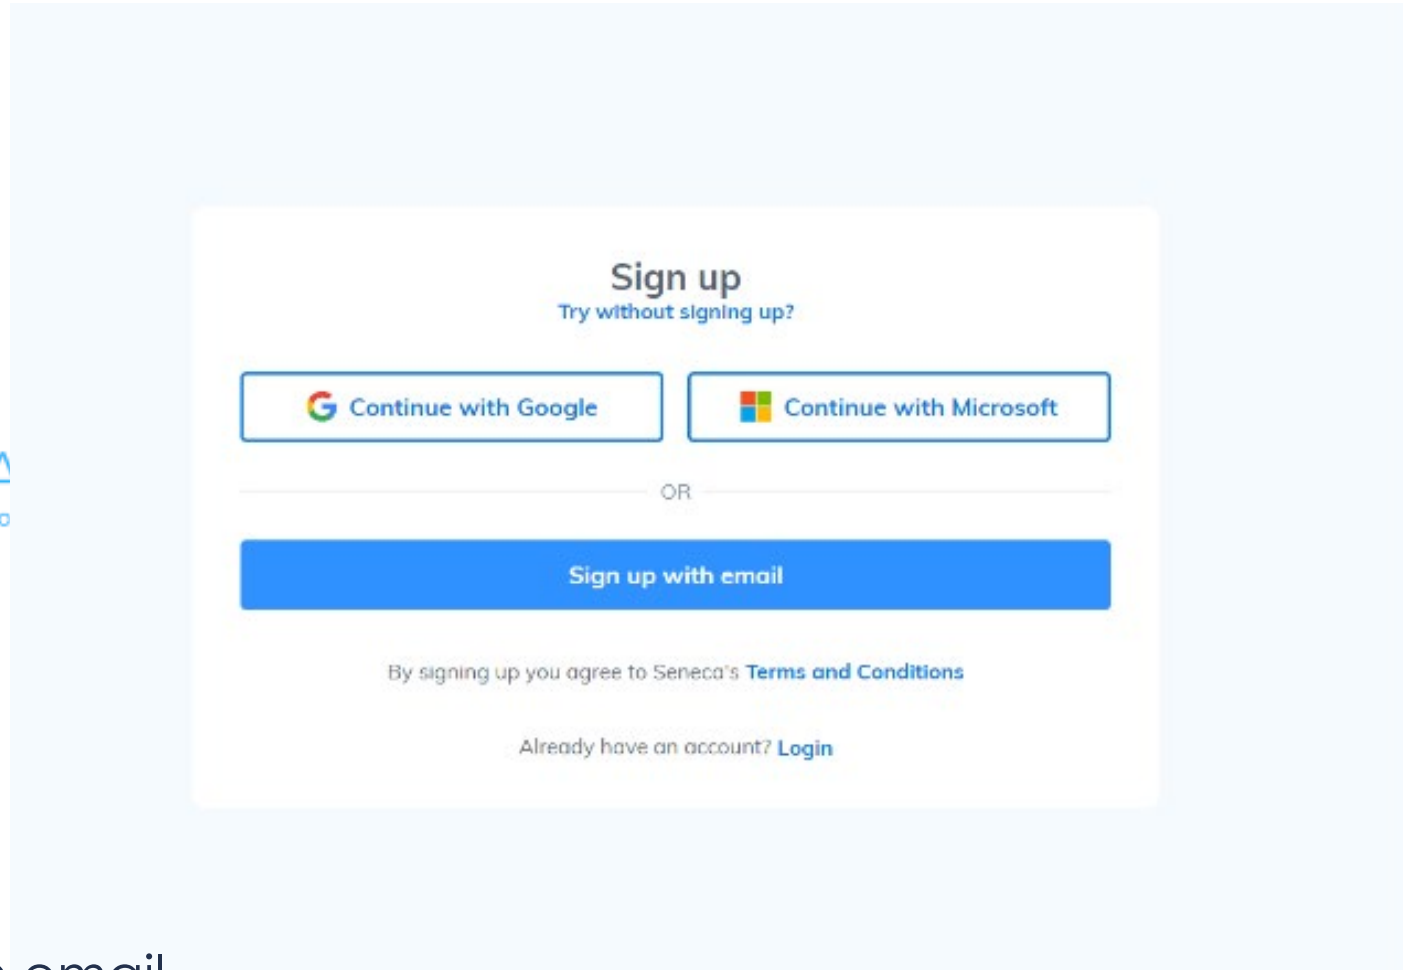 Sign up
Try without signing up?
Continue with Google
Continue with Microsoft
OR
Sign up with email
By signing up you agree to Seneca's Terms and Conditions
Already have an account? Login
email